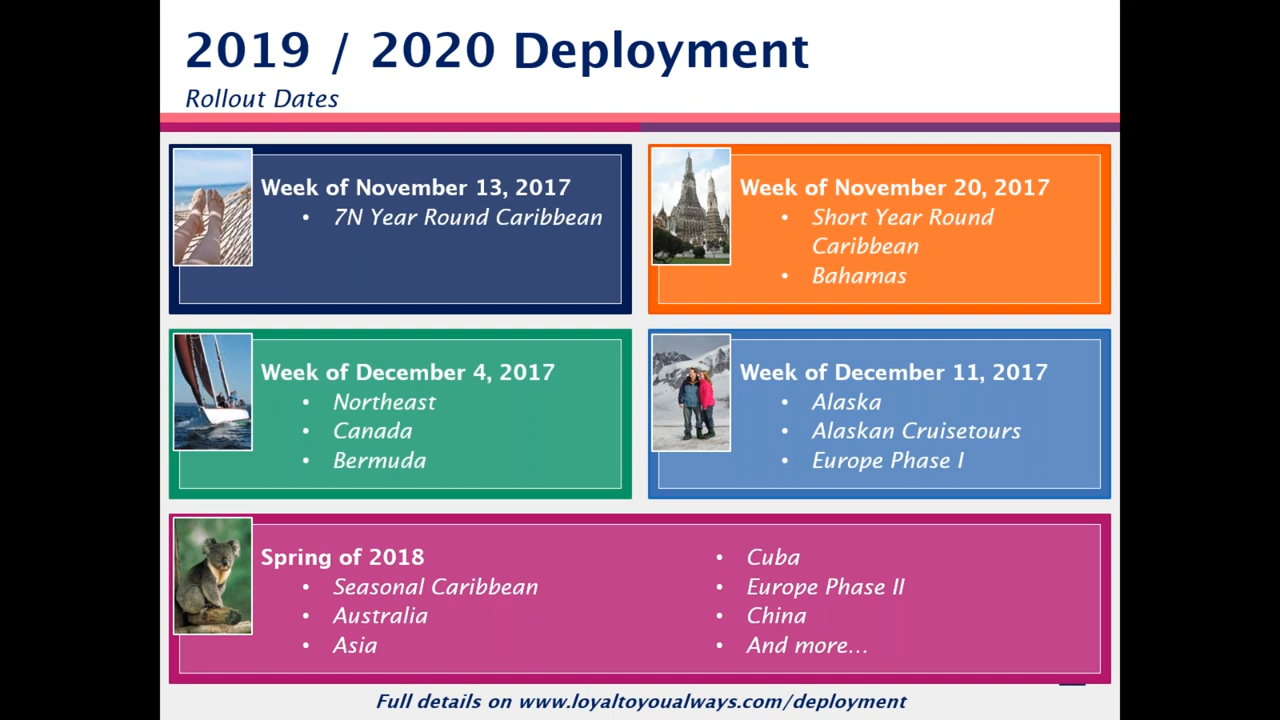 2019 / 2020 Deployment
Rollout Dates
Week of November 13, 2017
• 7N Year Round Caribbean
Week of November 20, 2017
• Short Year Round
Caribbean
• Bahamas
Week of December 4, 2017
• Northeast
• Canada
• Bermuda
Week of December 11, 2017
• Alaska
• Alaskan Cruisetours
• Europe Phase I
Spring of 2018
• Seasonal Caribbean
• Australia
• Asia
• Cuba
• Europe Phase II
• China
• And more...
Full details on www.loyaltoyoualways.com/deployment